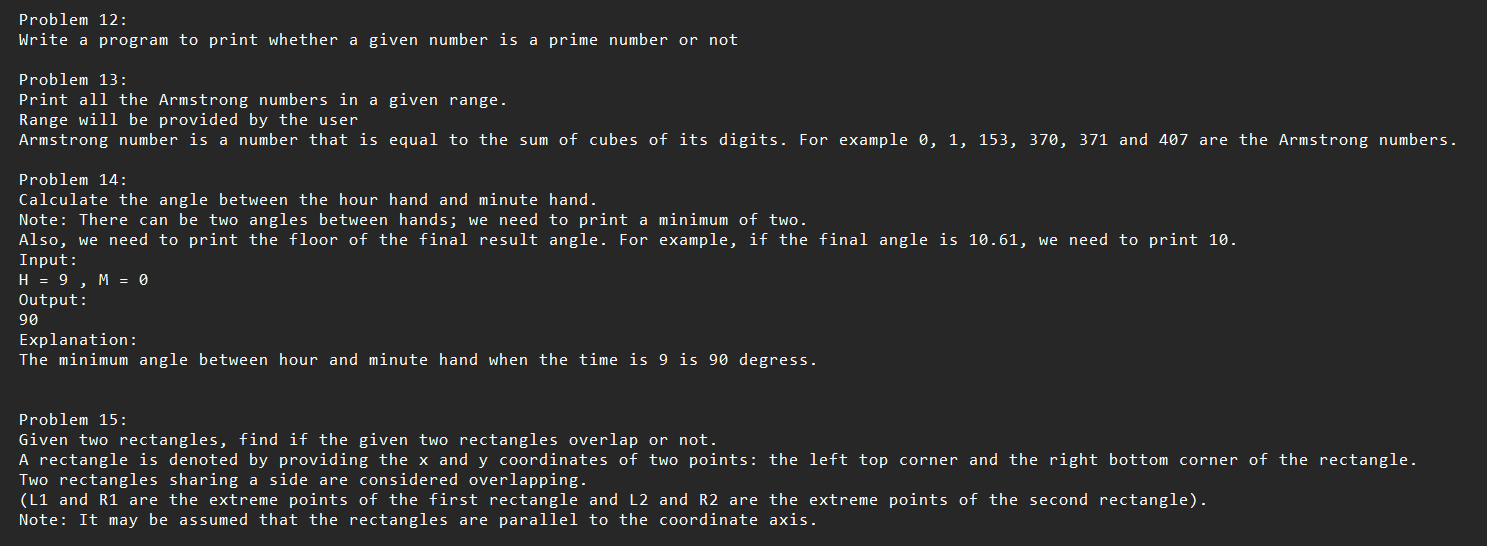 Problem 12:
Write a program to print whether a given number is a prime number or not
Problem 13:
Print all the Armstrong numbers in a given range.
Range will be provided by the user
Armstrong number is a number that is equal to the sum of cubes of its digits. For example 0, 1, 153, 370, 371 and 407 are the Armstrong numbers.
Problem 14:
Calculate the angle between the hour hand and minute hand.
Note: There can be two angles between hands; we need to print a minimum of two.
Also, we need to print the floor of the final result angle. For example, if the final angle is 10.61, we need to print 10.
Input:
H = 9 , M = 0
Output:
90
Explanation:
The minimum angle between hour and minute hand when the time is 9 is 90 degress.
Problem 15:
Given two rectangles, find if the given two rectangles overlap or not.
A rectangle is denoted by providing the x and y coordinates of two points: the left top corner and the right bottom corner of the rectangle.
Two rectangles sharing a side are considered overlapping.
(L1 and R1 are the extreme points of the first rectangle and L2 and R2 are the extreme points of the second rectangle).
Note: It may be assumed that the rectangles are parallel to the coordinate axis.